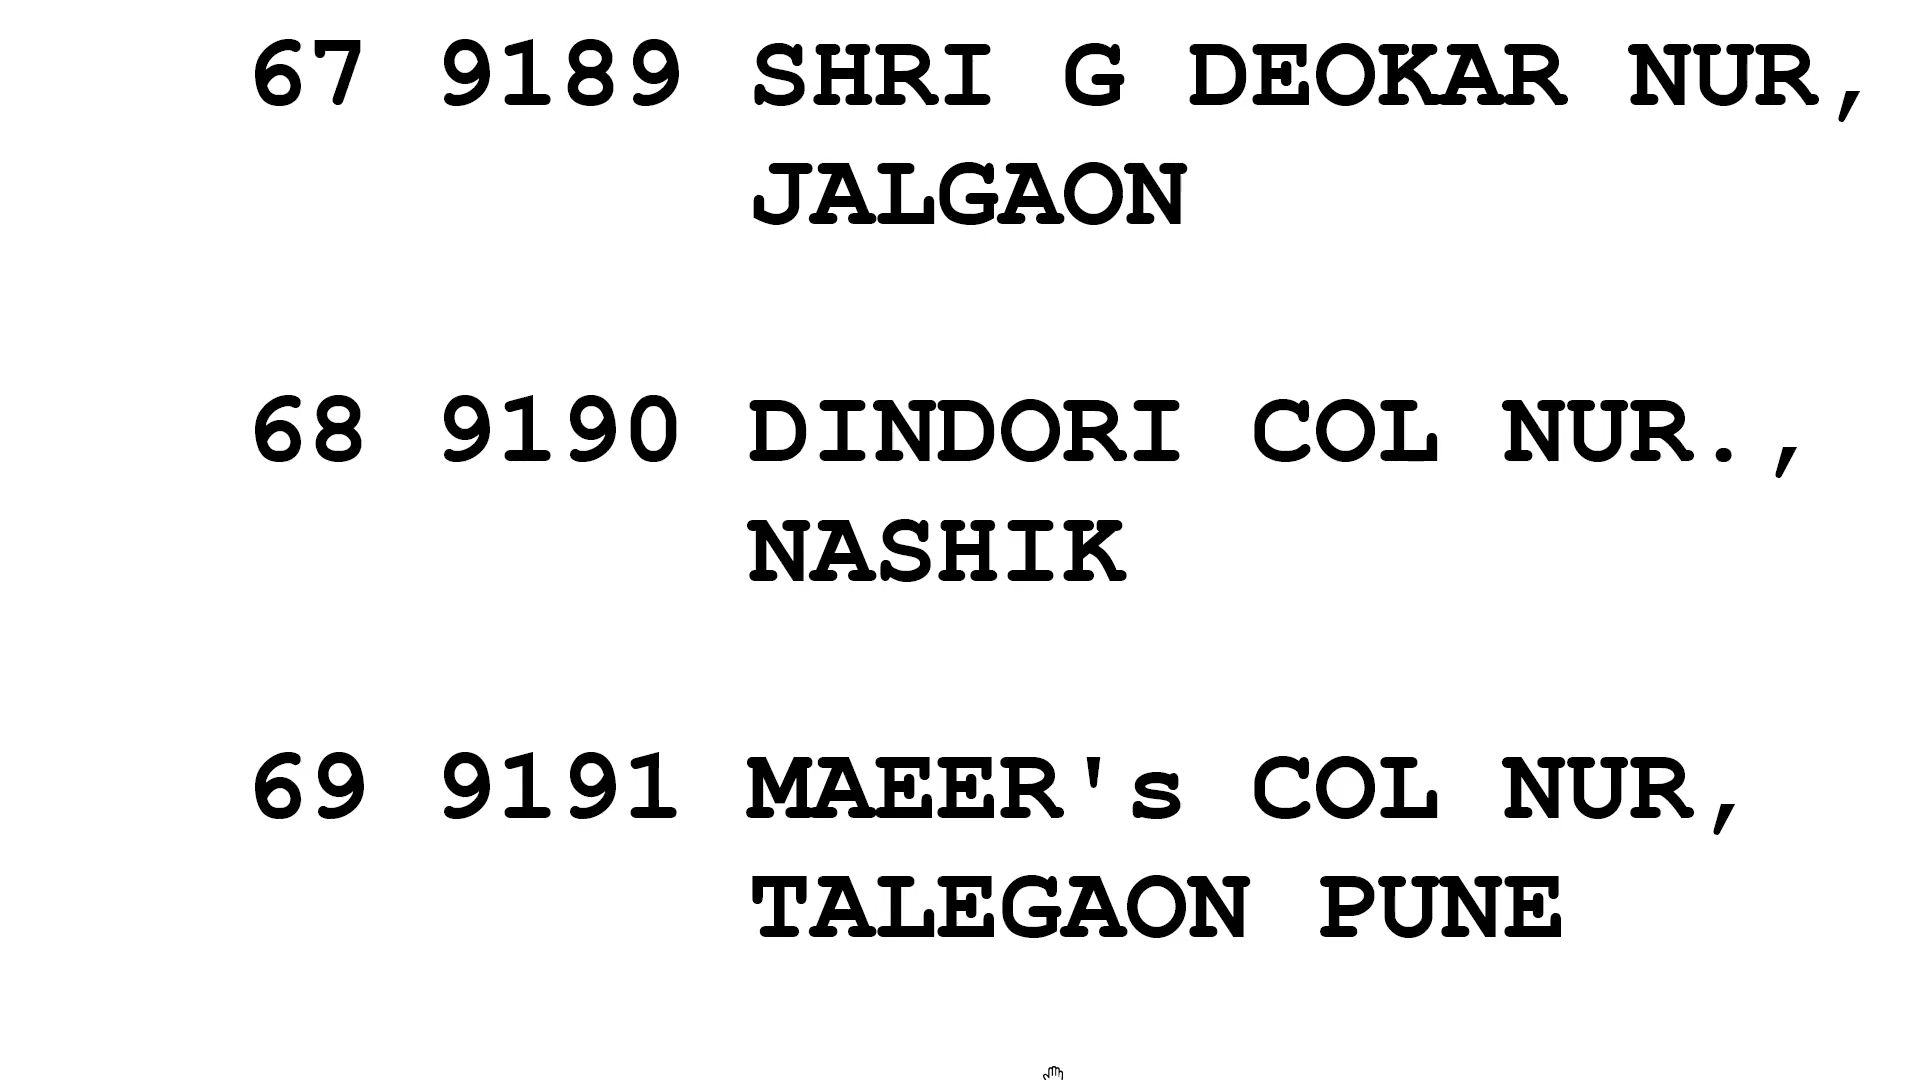 67 9189 SHRI G DEOKAR NUR,
JALGAON
68 9190 DINDORI COL NUR.,
NASHIK
69 9191 MAEER's COL NUR,
TALEGAON PUNE